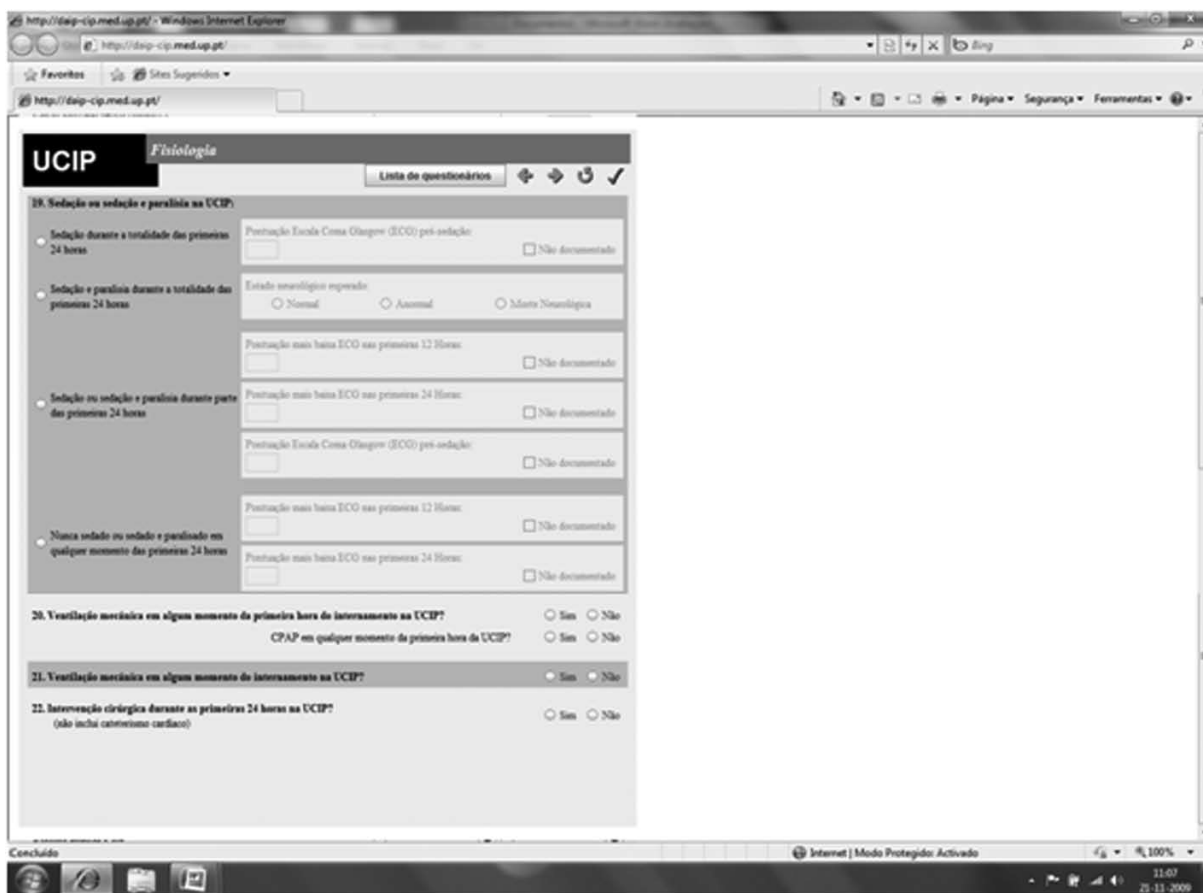 http://daip-cip.med.up.pt/ - Windows Internet Explorer
http://daip-cip.med.up.pt/
Bing
Favoritos Sites Sugeridos
http://daip-cip.med.up.pt/
Página Segurança Ferramentas
UCIP
Fisiologia
Lista de questionários
19. Sedação ou sedação e paralisia na UCIP:
Sedação durante a totalidade das primeiras
24 horas
Pontuação Escala Coma Glasgow (ECG) pré-sedação:
Não documentado
Sedação e paralisia durante a totalidade das
primeiras 24 horas
Estado neurológico esperado:
Normal Anormal Morte Neurológica
Pontuação mais baixa ECG nas primeiras 12 Horas:
Não documentado
Sedação ou sedação e paralisia durante parte
das primeiras 24 horas
Pontuação mais baixa ECG nas primeiras 24 Horas:
Não documentado
Pontuação Escala Coma Glasgow (ECG) pré-sedação:
Não documentado
Pontuação mais baixa ECG nas primeiras 12 Horas:
Não documentado
Nunca sedado ou sedado e paralisado em
qualquer momento das primeiras 24 horas
Pontuação mais baixa ECG nas primeiras 24 Horas:
Não documentado
20. Ventilação mecânica em algum momento da primeira hora do internamento na UCIP? Sim Não
CPAP em qualquer momento da primeira hora da UCIP? Sim Não
21. Ventilação mecânica em algum momento do internamento na UCIP? Sim Não
22. Intervenção cirúrgica durante as primeiras 24 horas na UCIP? Sim Não
(não inclui cateterismo cardíaco)
Concluído
Internet | Modo Protegido: Activado
100%
11:07
21-11-2009